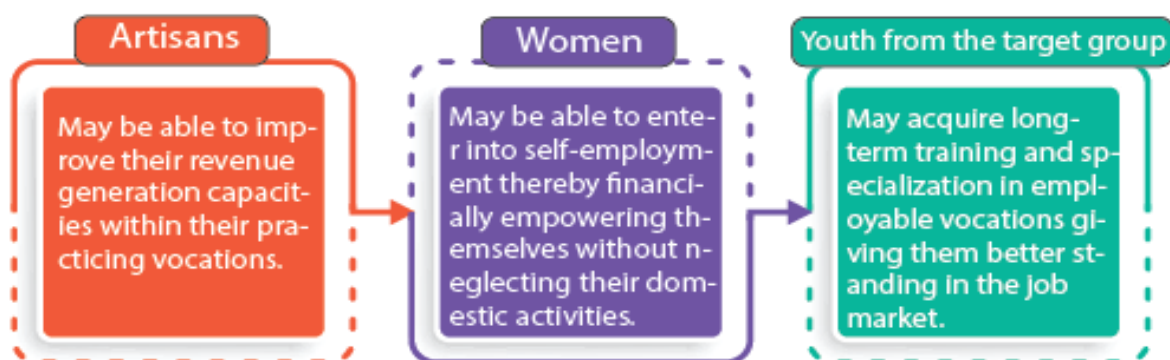 Artisans
May be able to imp-
rove their revenue
generation capacit-
ies within their pra-
cticing vocations.
Women
May be able to ente-
r into self-employm-
ent thereby financi-
ally empowering th-
emselves without n-
eglecting their dom-
estic activities.
Youth from the target group
May acquire long-
term training and sp-
ecialization in empl-
oyable vocations gi-
ving them better st-
anding in the job
market.